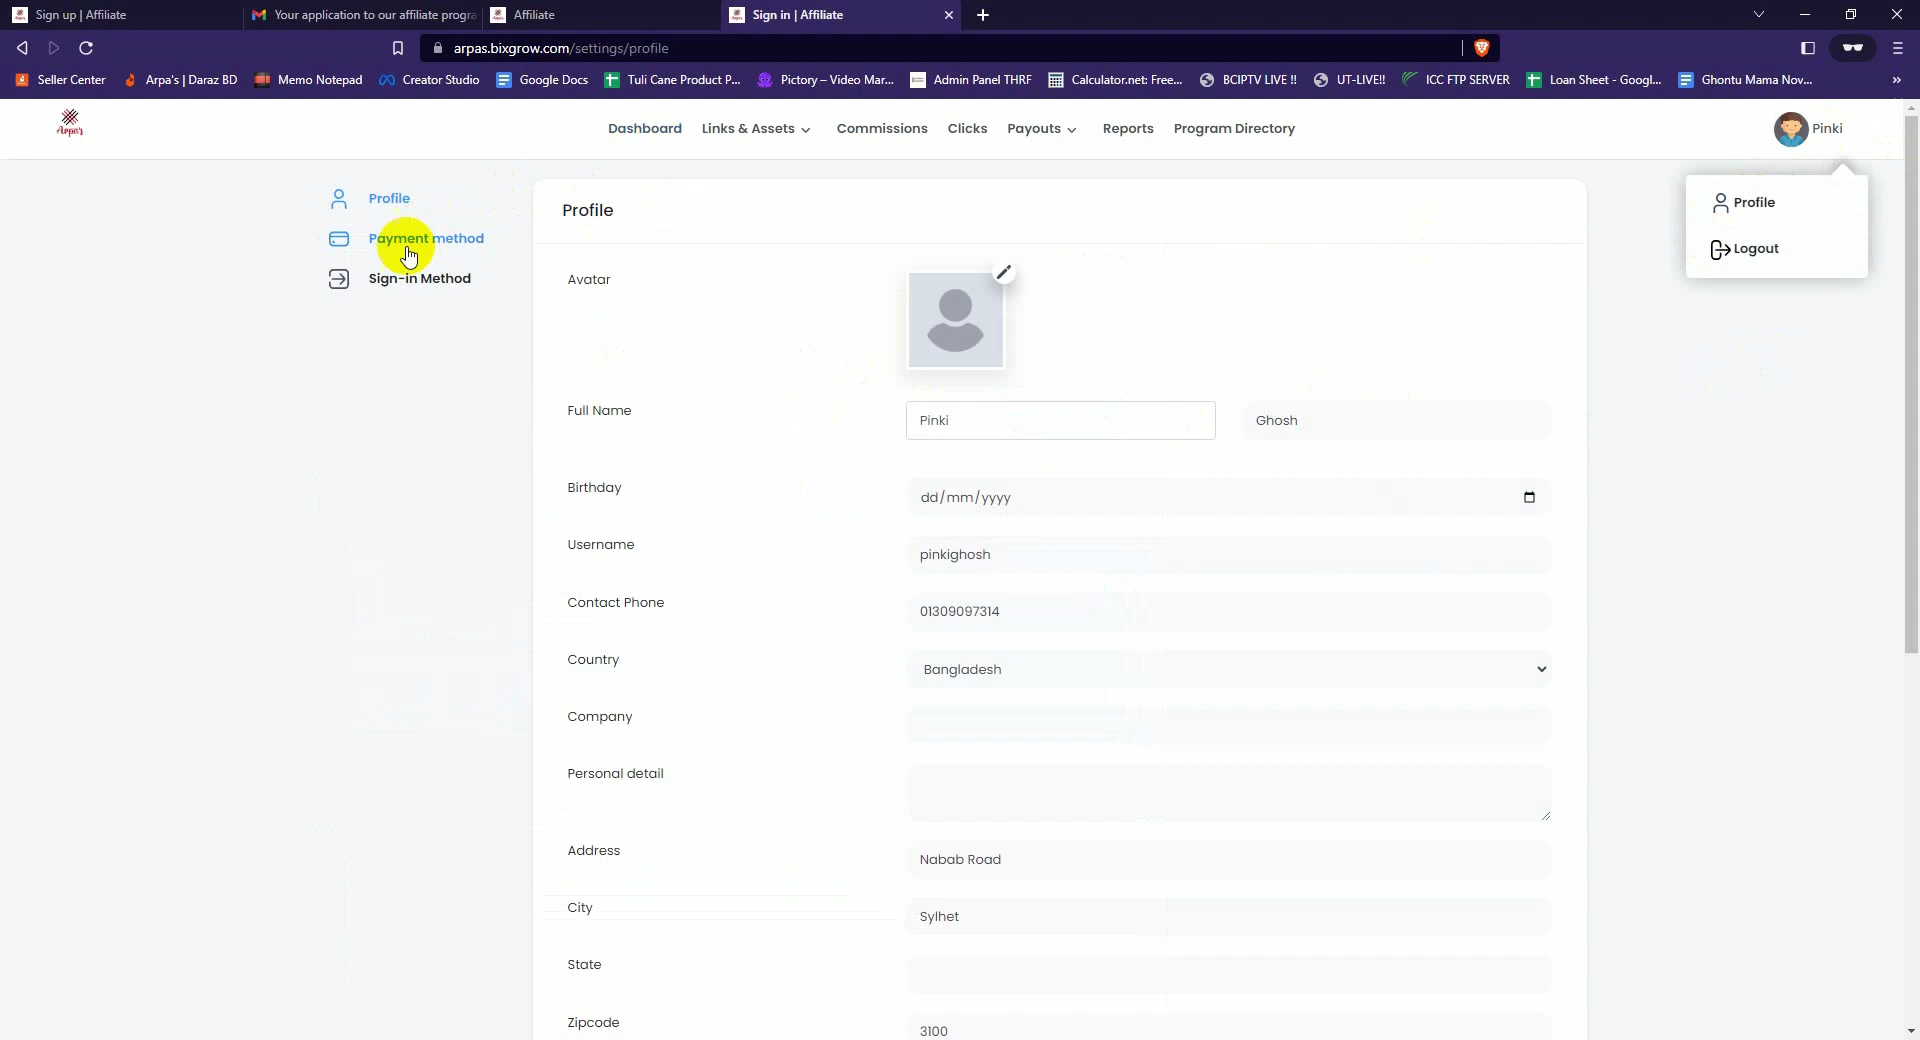 Sign up | Affiliate
Your application to our affiliate progra
Affiliate
Sign in | Affiliate
arpas.bixgrow.com/settings/profile
Seller Center
Arpa's | Daraz BD
Memo Notepad
Creator Studio
Google Docs
Tuli Cane Product P...
Pictory – Video Mar...
Admin Panel THRF
Calculator.net: Free...
BCIPTV LIVE !!
UT-LIVE!!
ICC FTP SERVER
Loan Sheet - Googl...
Ghontu Mama Nov...
Arpa's
Dashboard
Links & Assets
Commissions
Clicks
Payouts
Reports
Program Directory
Pinki
Profile
Logout
Profile
Payment method
Sign-in Method
Profile
Avatar
Full Name
Pinki
Ghosh
Birthday
dd/mm/yyyy
Username
pinkighosh
Contact Phone
01309097314
Country
Bangladesh
Company
Personal detail
Address
Nabab Road
City
Sylhet
State
Zipcode
3100